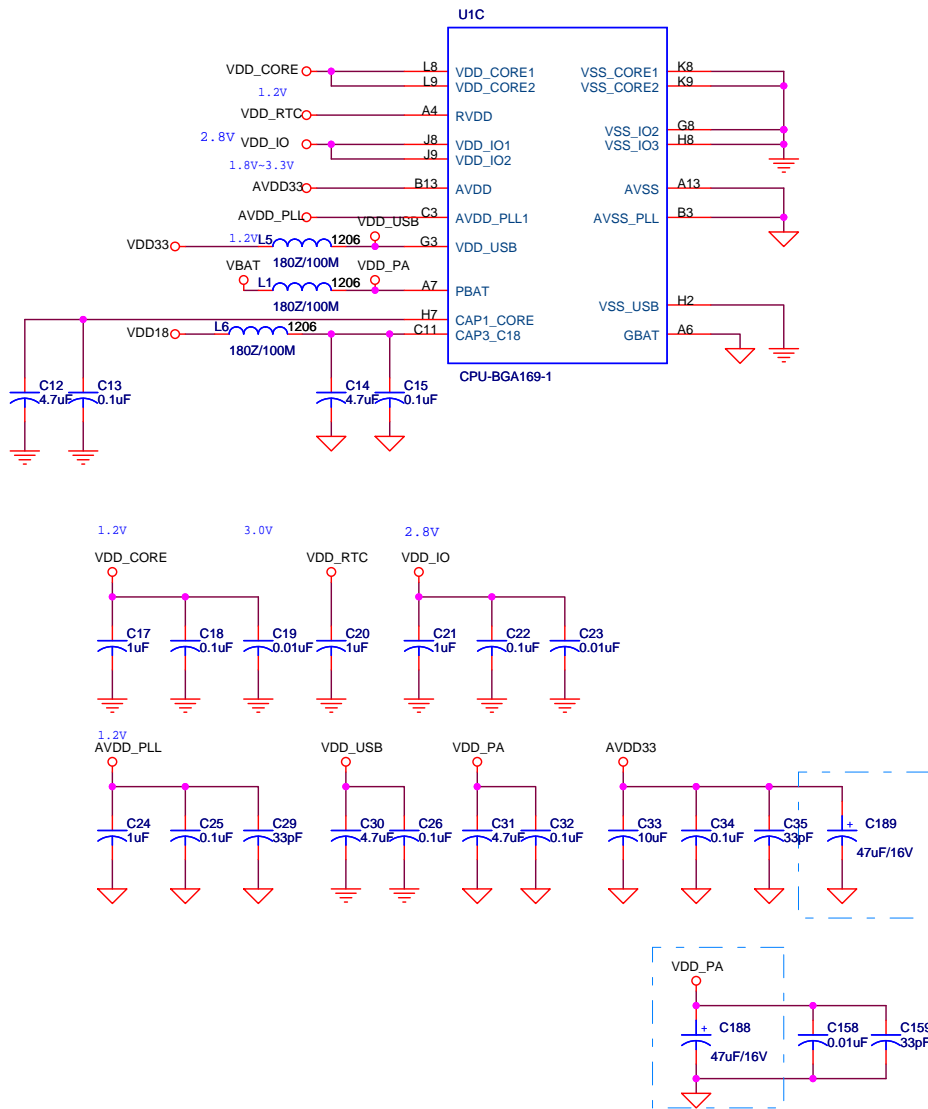 U1C
VDD_CORE L8 VDD_CORE1 VSS_CORE1 K8
L9 VDD_CORE2 VSS_CORE2 K9
1.2V
VDD_RTC A4 RVDD
2.8V VDD_IO J8 VDD_IO1 VSS_IO2 G8
J9 VDD_IO2 VSS_IO3 H8
1.8V~3.3V
AVDD33 B13 AVDD AVSS A13
AVDD_PLL C3 AVDD_PLL1 AVSS_PLL B3
VDD_USB
VDD33 1.2V L5 1206 G3 VDD_USB
180Z/100M
VBAT VDD_PA
L1 1206 A7 PBAT VSS_USB H2
180Z/100M
H7 CAP1_CORE
VDD18 L6 1206 C11 CAP3_C18 GBAT A6
180Z/100M
CPU-BGA169-1
C12 C13 C14 C15
4.7uF 0.1uF 4.7uF 0.1uF
1.2V 3.0V 2.8V
VDD_CORE VDD_RTC VDD_IO
C17 C18 C19 C20 C21 C22 C23
1uF 0.1uF 0.01uF 1uF 1uF 0.1uF 0.01uF
1.2V
AVDD_PLL VDD_USB VDD_PA AVDD33
C24 C25 C29 C30 C26 C31 C32 C33 C34 C35 + C189
1uF 0.1uF 33pF 4.7uF 0.1uF 4.7uF 0.1uF 10uF 0.1uF 33pF
47uF/16V
VDD_PA
+ C188 C158 C159
0.01uF 33pF
47uF/16V